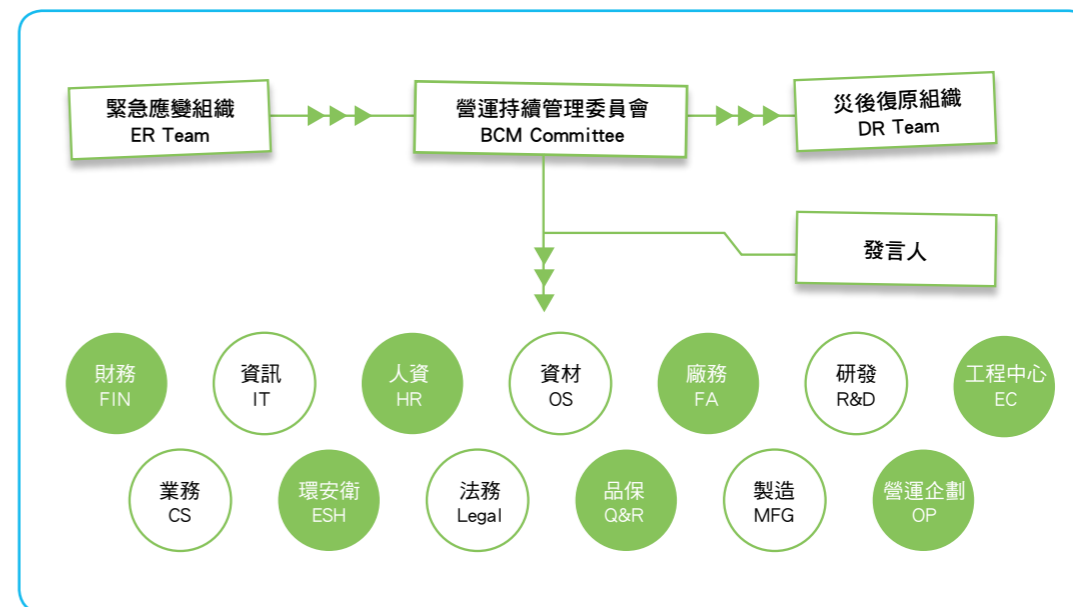 緊急應變組織
ER Team
營運持續管理委員會
BCM Committee
災後復原組織
DR Team
發言人
財務
FIN
資訊
IT
人資
HR
資材
OS
廠務
FA
研發
R&D
工程中心
EC
業務
CS
環安衛
ESH
法務
Legal
品保
Q&R
製造
MFG
營運企劃
OP